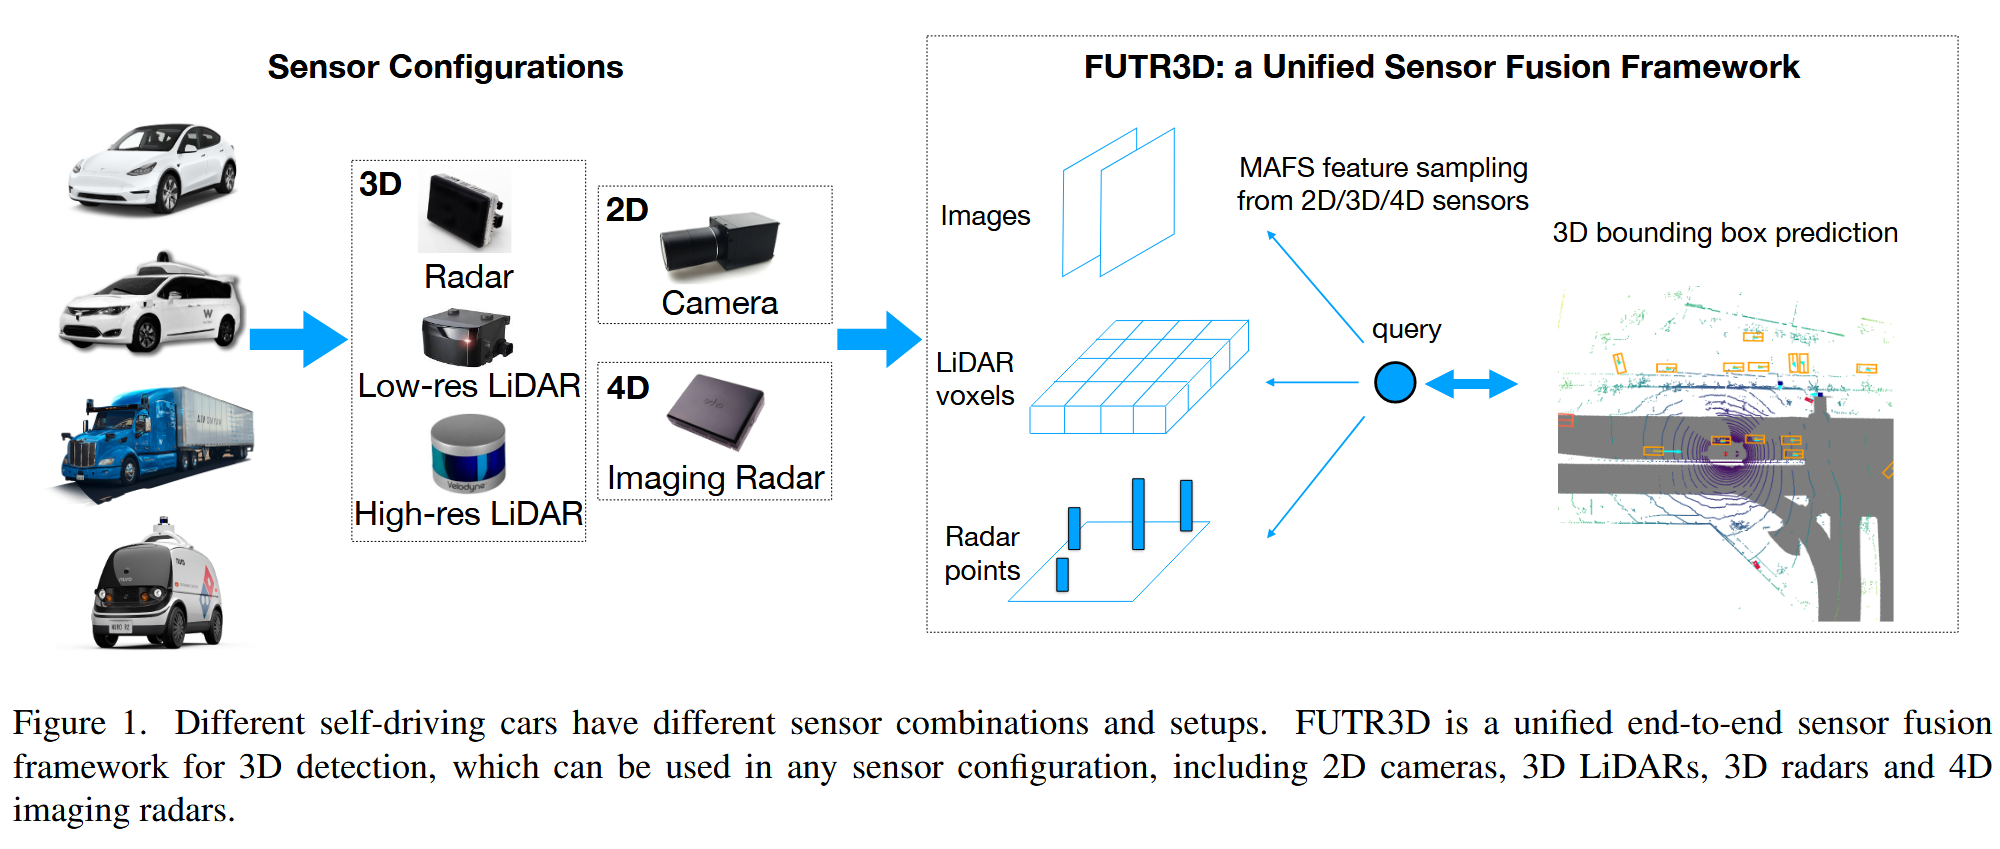 Sensor Configurations
3D
Radar
Low-res LiDAR
Velodyne
High-res LiDAR
2D
Camera
4D
Imaging Radar
FUTR3D: a Unified Sensor Fusion Framework
Images
MAFS feature sampling
from 2D/3D/4D sensors
LiDAR
voxels
query
Radar
points
3D bounding box prediction
W
nuro
NURO R2
Figure 1. Different self-driving cars have different sensor combinations and setups. FUTR3D is a unified end-to-end sensor fusion
framework for 3D detection, which can be used in any sensor configuration, including 2D cameras, 3D LiDARs, 3D radars and 4D
imaging radars.